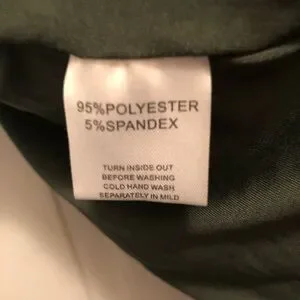 95%POLYESTER
5%SPANDEX
TURN INSIDE OUT
BEFORE WASHING
COLD HAND WASH
SEPARATELY IN MILD